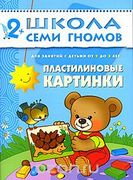 2+
ШКОЛА
СЕМИ ГНОМОВ
ДЛЯ ЗАНЯТИЙ С ДЕТЬМИ ОТ 2 ДО 3 ЛЕТ
ПЛАСТИЛИНОВЫЕ
КАРТИНКИ